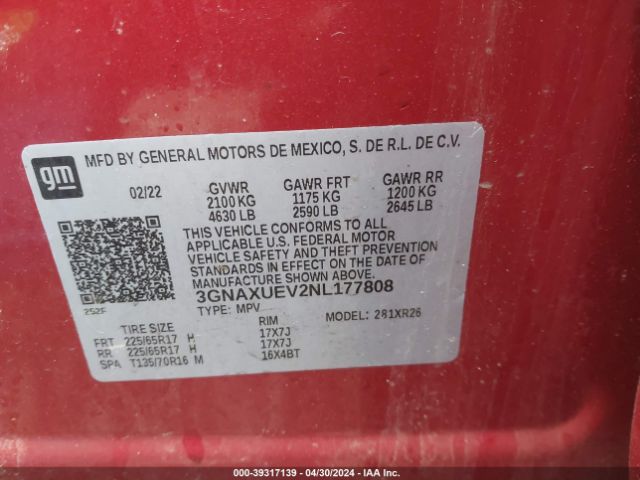 gm
MFD BY GENERAL MOTORS DE MEXICO, S. DE R.L. DE C.V.
02/22 GVWR GAWR FRT GAWR RR
2100 KG 1175 KG 1200 KG
4630 LB 2590 LB 2645 LB
THIS VEHICLE CONFORMS TO ALL
APPLICABLE U.S. FEDERAL MOTOR
VEHICLE SAFETY AND THEFT PREVENTION
STANDARDS IN EFFECT ON THE DATE OF
MANUFACTURE SHOWN ABOVE.
3GNAXUEV2NL177808
252F TYPE: MPV MODEL: 281XR26
TIRE SIZE RIM
FRT 225/65R17 H 17X7J
RR 225/65R17 H 17X7J
SPA T135/70R16 M 16X4BT
000-39317139 - 04/30/2024 - IAA Inc.